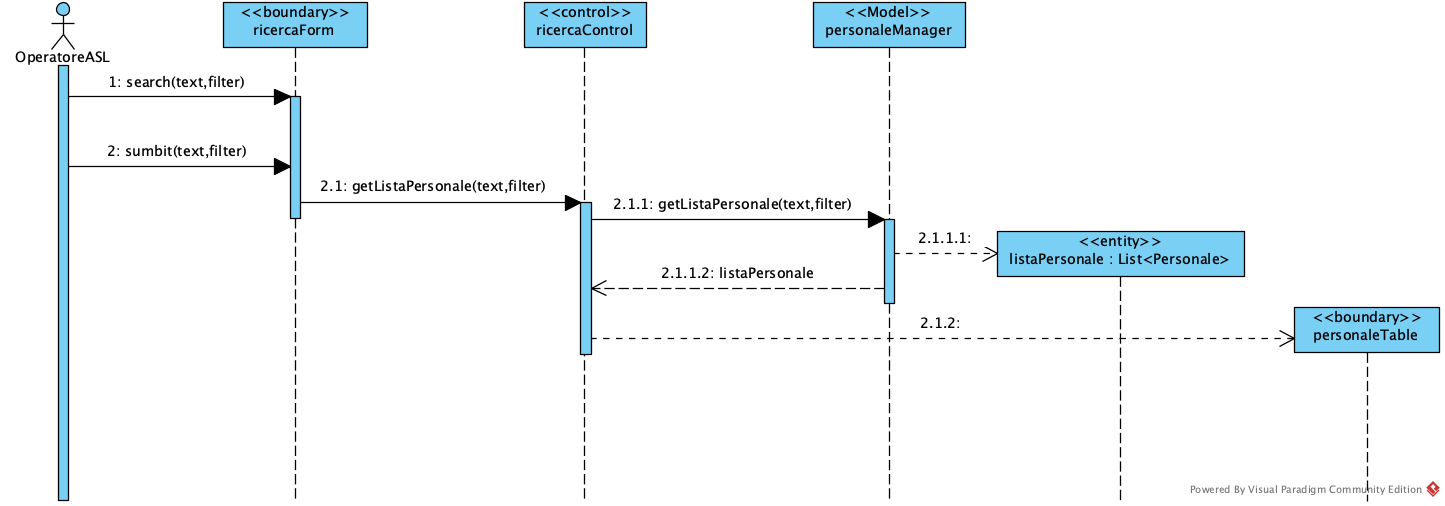 <<boundary>>
ricercaForm
<<control>>
ricercaControl
<<Model>>
personaleManager
OperatoreASL
1: search(text,filter)
2: sumbit(text,filter)
2.1: getListaPersonale(text,filter)
2.1.1: getListaPersonale(text,filter)
2.1.1.1:
<<entity>>
listaPersonale : List<Personale>
2.1.1.2: listaPersonale
<<boundary>>
personaleTable
2.1.2:
Powered By Visual Paradigm Community Edition